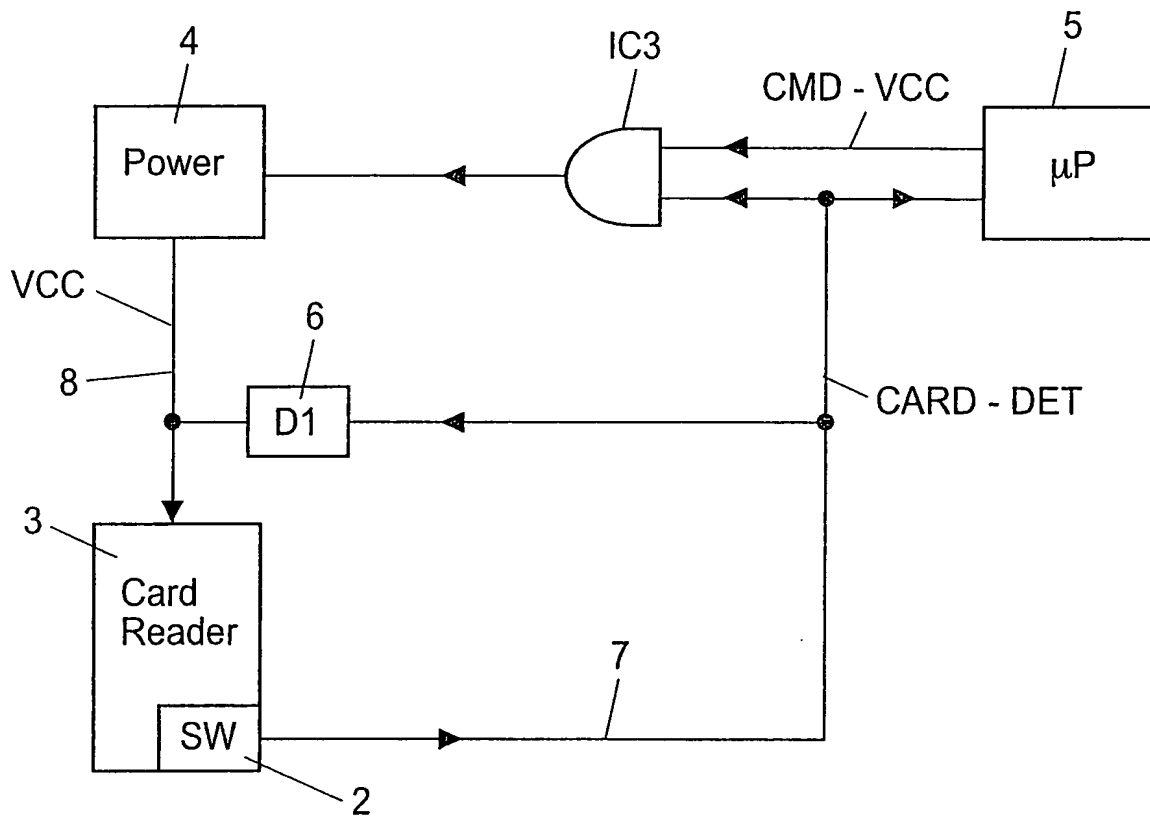 4
IC3
5
CMD - VCC
Power
µP
VCC
6
8
D1
CARD - DET
3
Card
Reader
7
SW
2